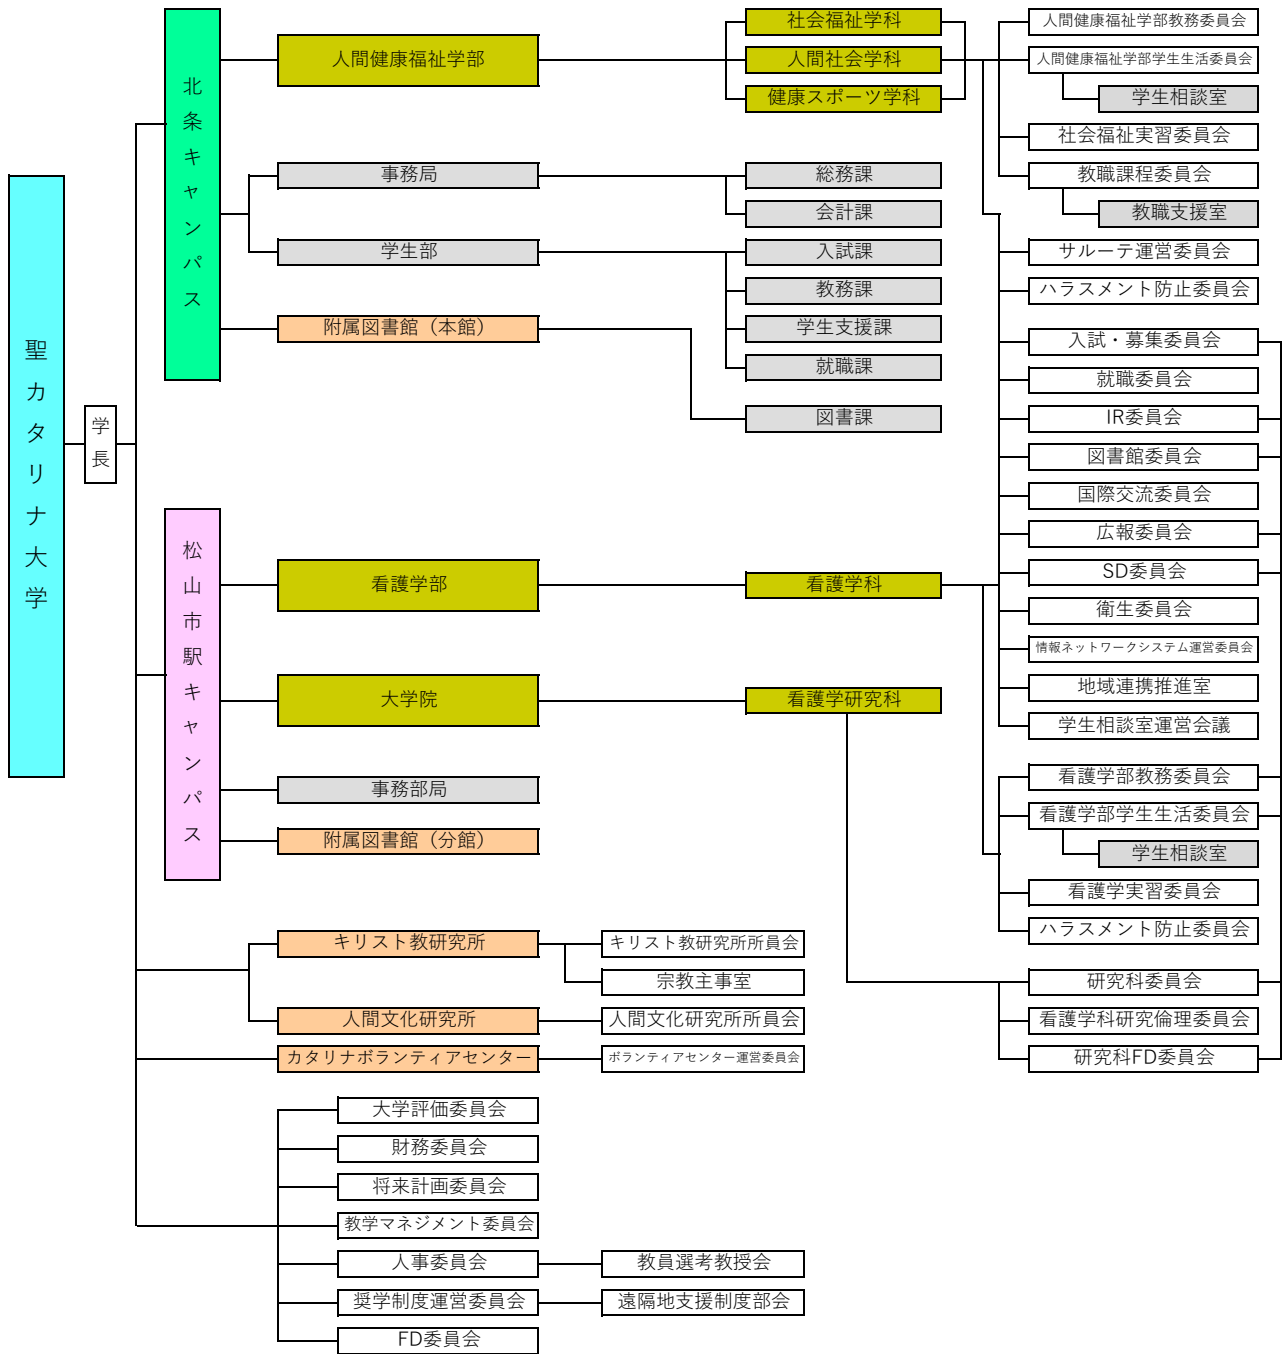 聖カタリナ大学
学長
北条キャンパス
人間健康福祉学部
社会福祉学科
人間社会学科
健康スポーツ学科
事務局
総務課
会計課
学生部
入試課
教務課
学生支援課
就職課
附属図書館（本館）
図書課
松山市駅キャンパス
看護学部
看護学科
大学院
看護学研究科
事務部局
附属図書館（分館）
キリスト教研究所
キリスト教研究所所員会
宗教主事室
人間文化研究所
人間文化研究所所員会
カタリナボランティアセンター
ボランティアセンター運営委員会
大学評価委員会
財務委員会
将来計画委員会
教学マネジメント委員会
人事委員会
教員選考教授会
奨学制度運営委員会
遠隔地支援制度部会
FD委員会
人間健康福祉学部教務委員会
人間健康福祉学部学生生活委員会
学生相談室
社会福祉実習委員会
教職課程委員会
教職支援室
サルーテ運営委員会
ハラスメント防止委員会
入試・募集委員会
就職委員会
IR委員会
図書館委員会
国際交流委員会
広報委員会
SD委員会
衛生委員会
情報ネットワークシステム運営委員会
地域連携推進室
学生相談室運営会議
看護学部教務委員会
看護学部学生生活委員会
学生相談室
看護学実習委員会
ハラスメント防止委員会
研究科委員会
看護学科研究倫理委員会
研究科FD委員会